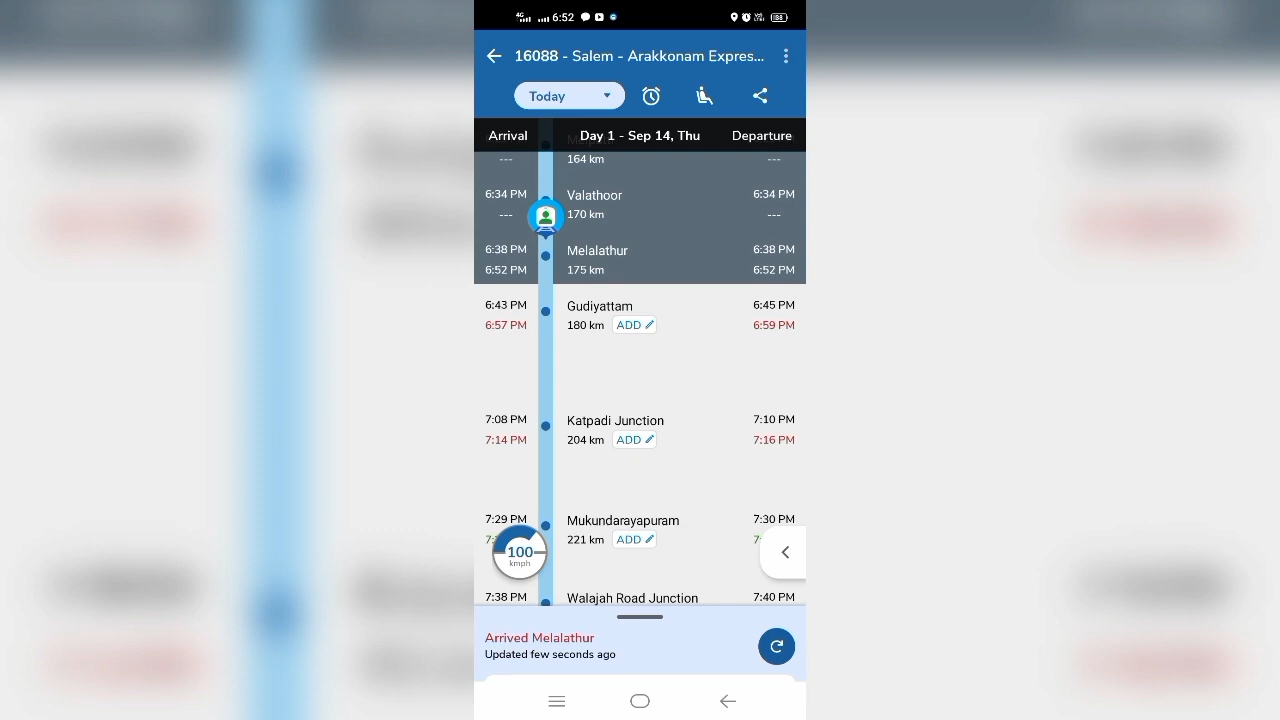 4G 6:52
16088 - Salem - Arakkonam Expres...
Today
Arrival Day 1 - Sep 14, Thu Departure
--- 164 km ---
6:34 PM Valathoor 6:34 PM
--- 170 km ---
6:38 PM Melalathur 6:38 PM
6:52 PM 175 km 6:52 PM
6:43 PM Gudiyattam 6:45 PM
6:57 PM 180 km ADD 6:59 PM
7:08 PM Katpadi Junction 7:10 PM
7:14 PM 204 km ADD 7:16 PM
7:29 PM Mukundarayapuram 7:30 PM
221 km ADD
100
kmph
7:38 PM Walajah Road Junction 7:40 PM
Arrived Melalathur
Updated few seconds ago